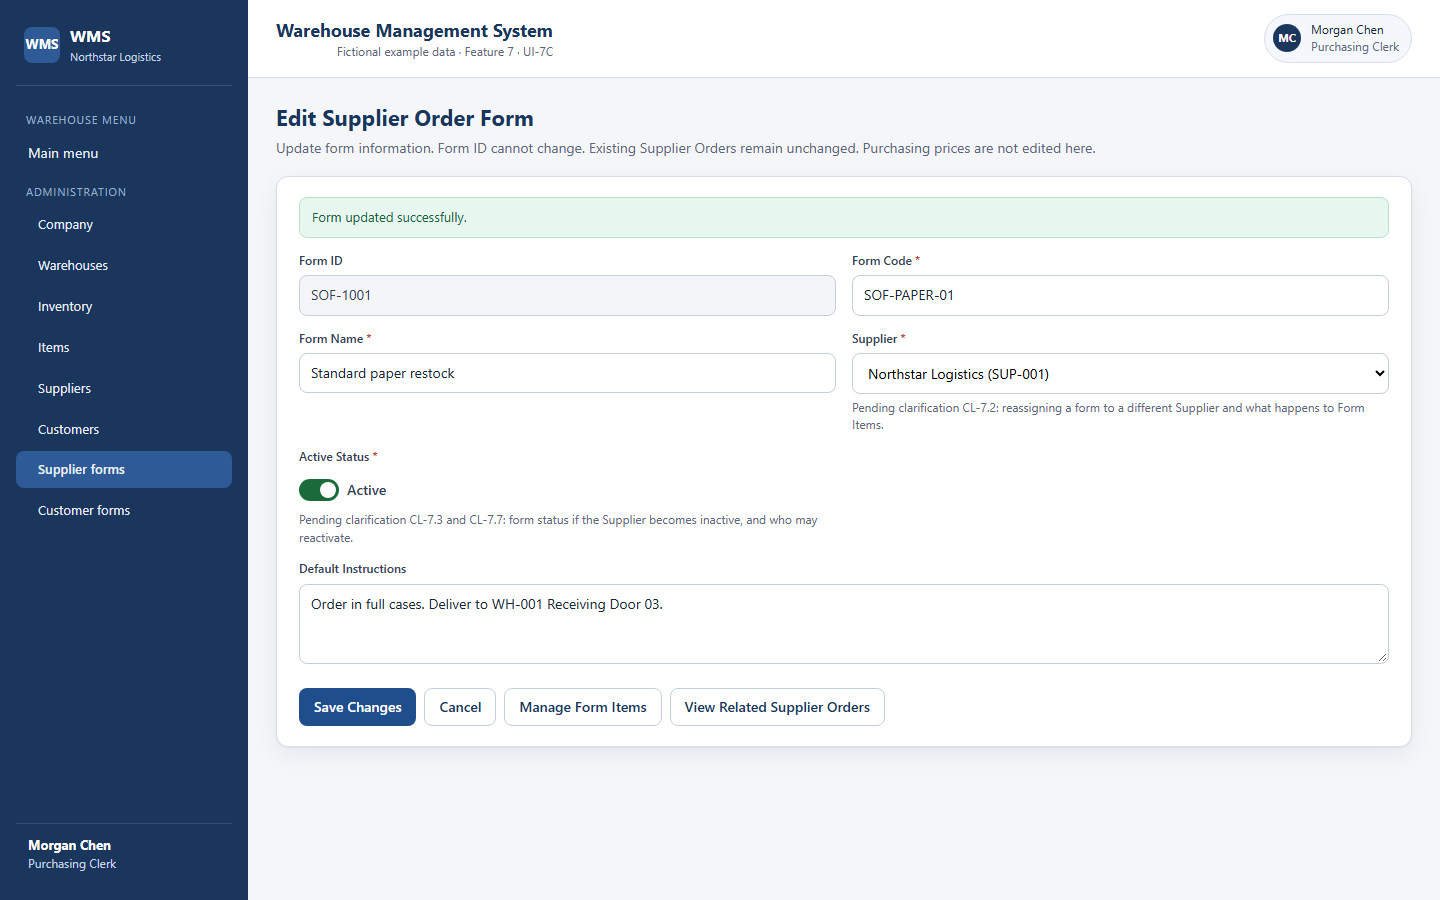 WMS
WMS
Northstar Logistics
WAREHOUSE MENU
Main menu
ADMINISTRATION
Company
Warehouses
Inventory
Items
Suppliers
Customers
Supplier forms
Customer forms
Morgan Chen
Purchasing Clerk
Warehouse Management System
Fictional example data · Feature 7 · UI-7C
MC
Morgan Chen
Purchasing Clerk
Edit Supplier Order Form
Update form information. Form ID cannot change. Existing Supplier Orders remain unchanged. Purchasing prices are not edited here.
Form updated successfully.
Form ID
SOF-1001
Form Code *
SOF-PAPER-01
Form Name *
Standard paper restock
Supplier *
Northstar Logistics (SUP-001)
Pending clarification CL-7.2: reassigning a form to a different Supplier and what happens to Form
Items.
Active Status *
Active
Pending clarification CL-7.3 and CL-7.7: form status if the Supplier becomes inactive, and who may
reactivate.
Default Instructions
Order in full cases. Deliver to WH-001 Receiving Door 03.
Save Changes
Cancel
Manage Form Items
View Related Supplier Orders